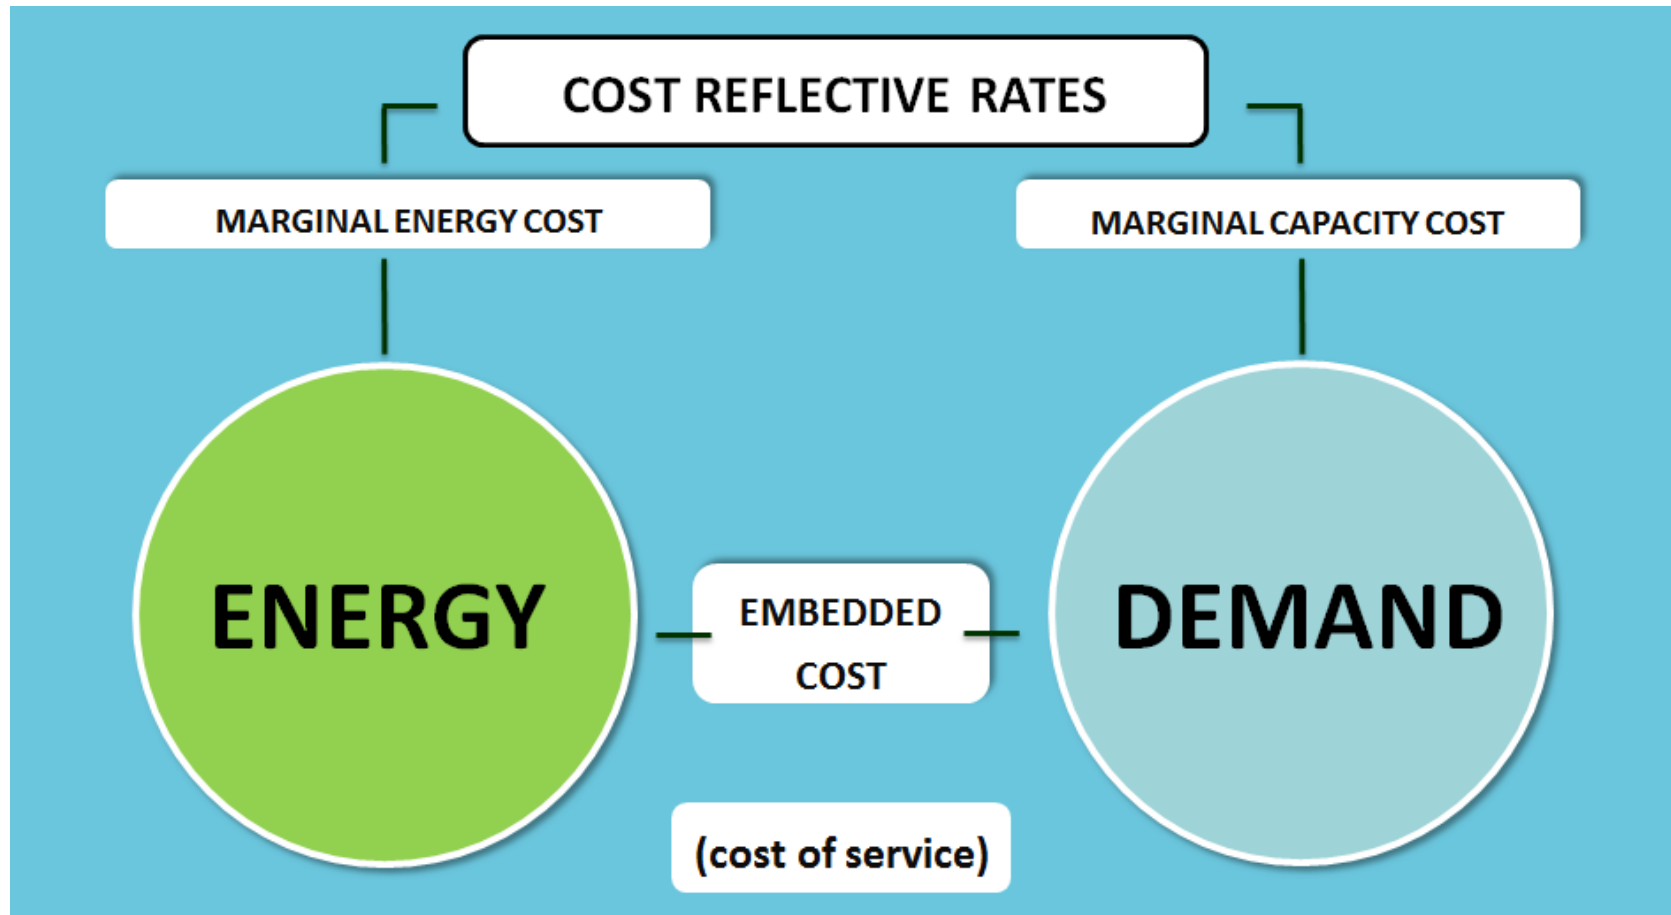 COST REFLECTIVE RATES
MARGINAL ENERGY COST
MARGINAL CAPACITY COST
ENERGY
EMBEDDED
COST
DEMAND
(cost of service)